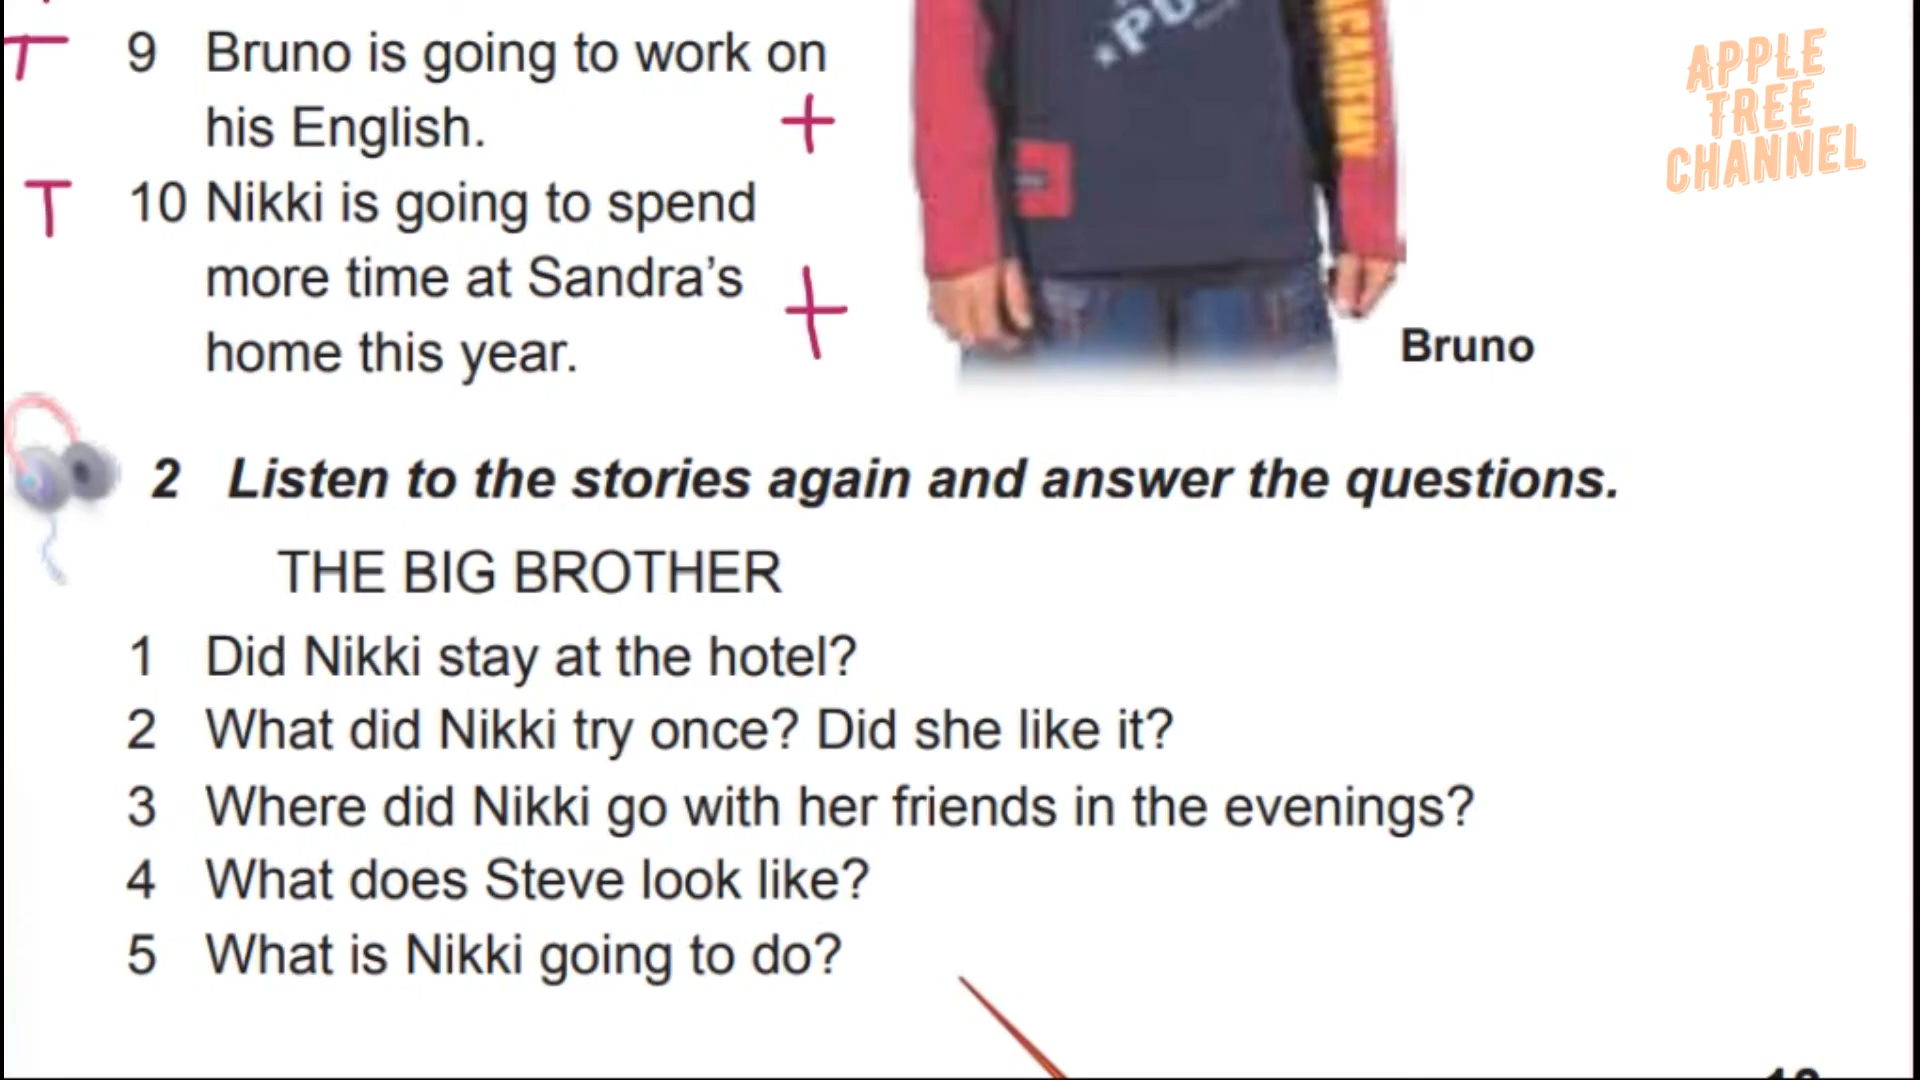 T 9 Bruno is going to work on
his English. +
T 10 Nikki is going to spend
more time at Sandra's
home this year. +
ACADEMY
Bruno
APPLE
TREE
CHANNEL
2 Listen to the stories again and answer the questions.
THE BIG BROTHER
1 Did Nikki stay at the hotel?
2 What did Nikki try once? Did she like it?
3 Where did Nikki go with her friends in the evenings?
4 What does Steve look like?
5 What is Nikki going to do?